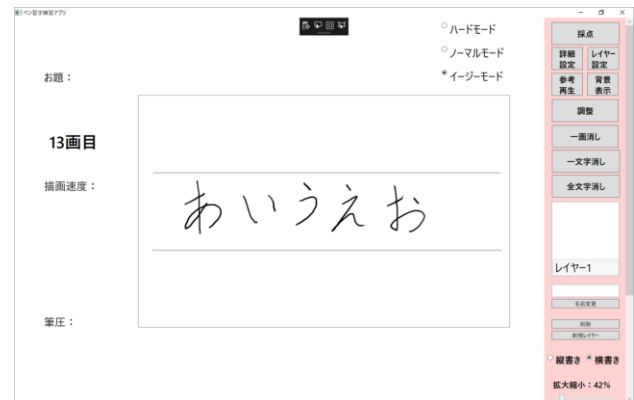 ペン習字練習アプリ
ハードモード
ノーマルモード
お題：
イージーモード
13画目
描画速度：
あいうえお
筆圧：
採点
詳細設定
レイヤー設定
参考再生
背景表示
調整
一画消し
一文字消し
全文字消し
レイヤー1
名前変更
削除
新規レイヤー
縦書き 横書き
拡大縮小：42%